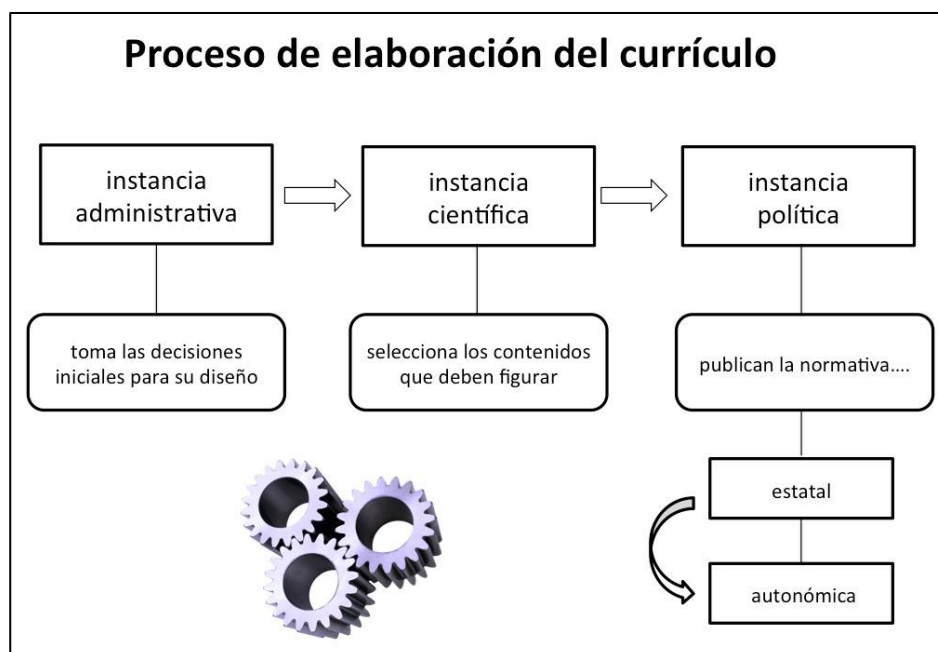 Proceso de elaboración del currículo
instancia
administrativa
instancia
científica
instancia
política
toma las decisiones
iniciales para su diseño
selecciona los contenidos
que deben figurar
publican la normativa....
estatal
autonómica